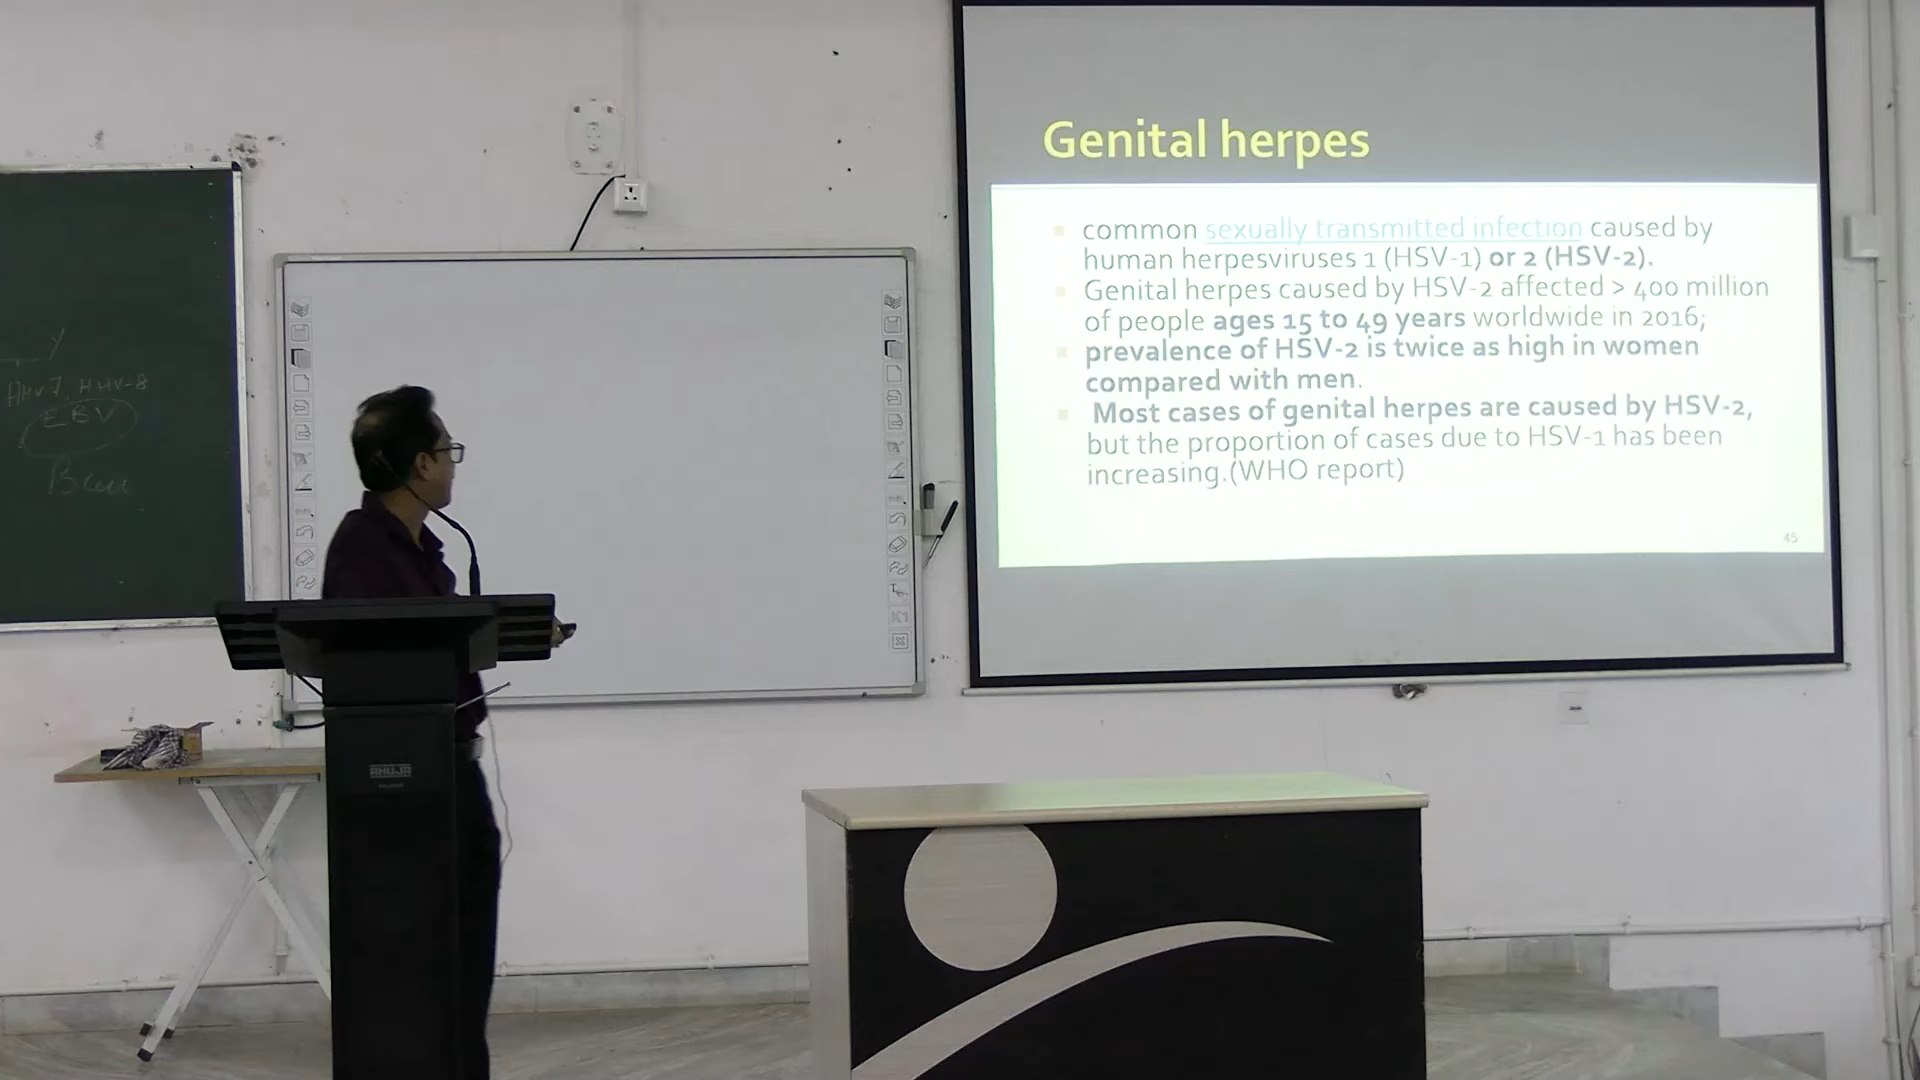 Genital herpes
common sexually transmitted infection caused by
human herpesviruses 1 (HSV-1) or 2 (HSV-2).
Genital herpes caused by HSV-2 affected > 400 million
of people ages 15 to 49 years worldwide in 2016;
prevalence of HSV-2 is twice as high in women
compared with men.
Most cases of genital herpes are caused by HSV-2,
but the proportion of cases due to HSV-1 has been
increasing.(WHO report)
45
HHV-8
EBV
AHUJA